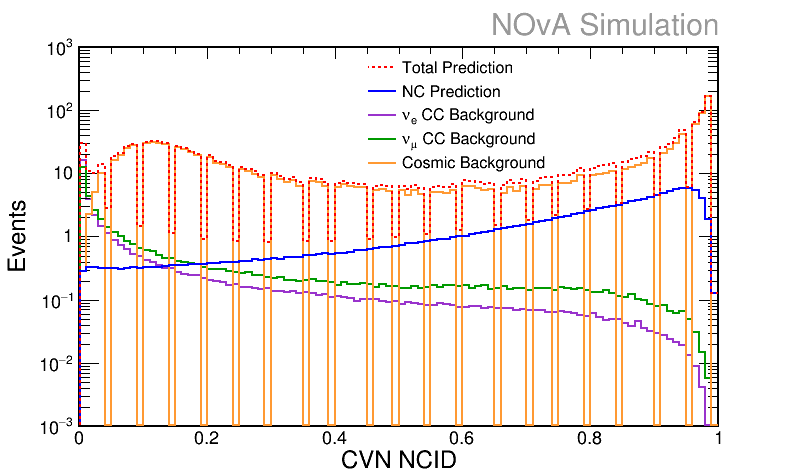 NOvA Simulation
10³
10²
10
1
10⁻¹
10⁻²
10⁻³
Events
Total Prediction
NC Prediction
νₑ CC Background
ν_μ CC Background
Cosmic Background
0 0.2 0.4 0.6 0.8 1
CVN NCID